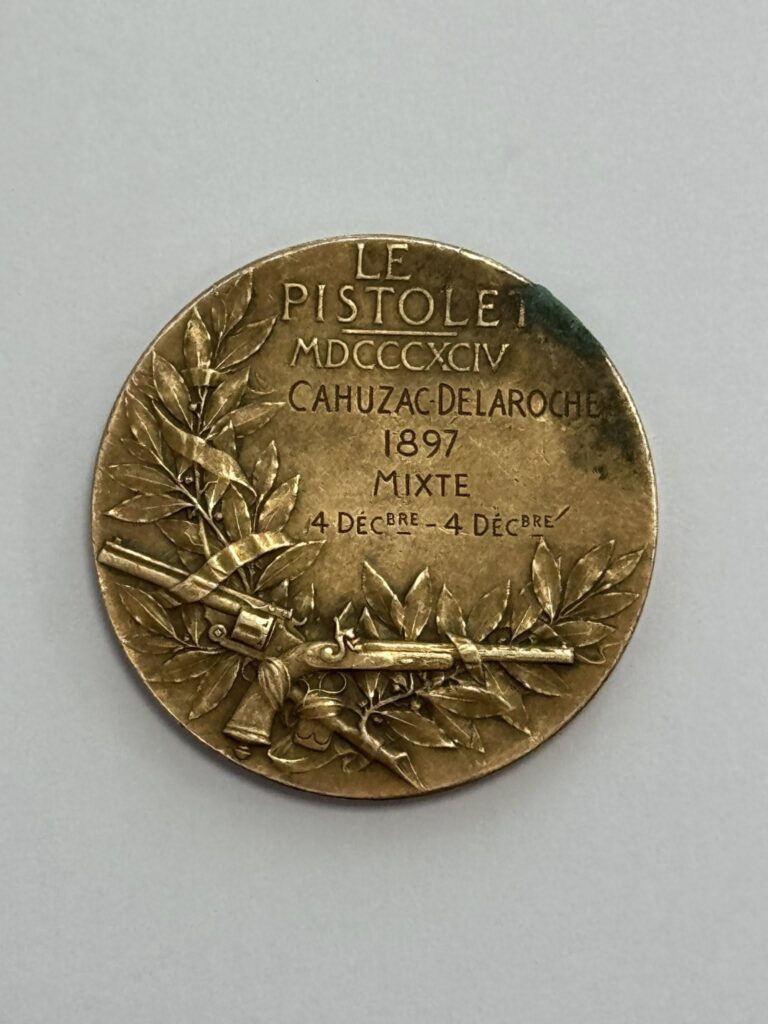 LE
PISTOLET
MDCCCXCIV
CAHUZAC-DELAROCHE
1897
MIXTE
4 DÉCBRE - 4 DÉCBRE